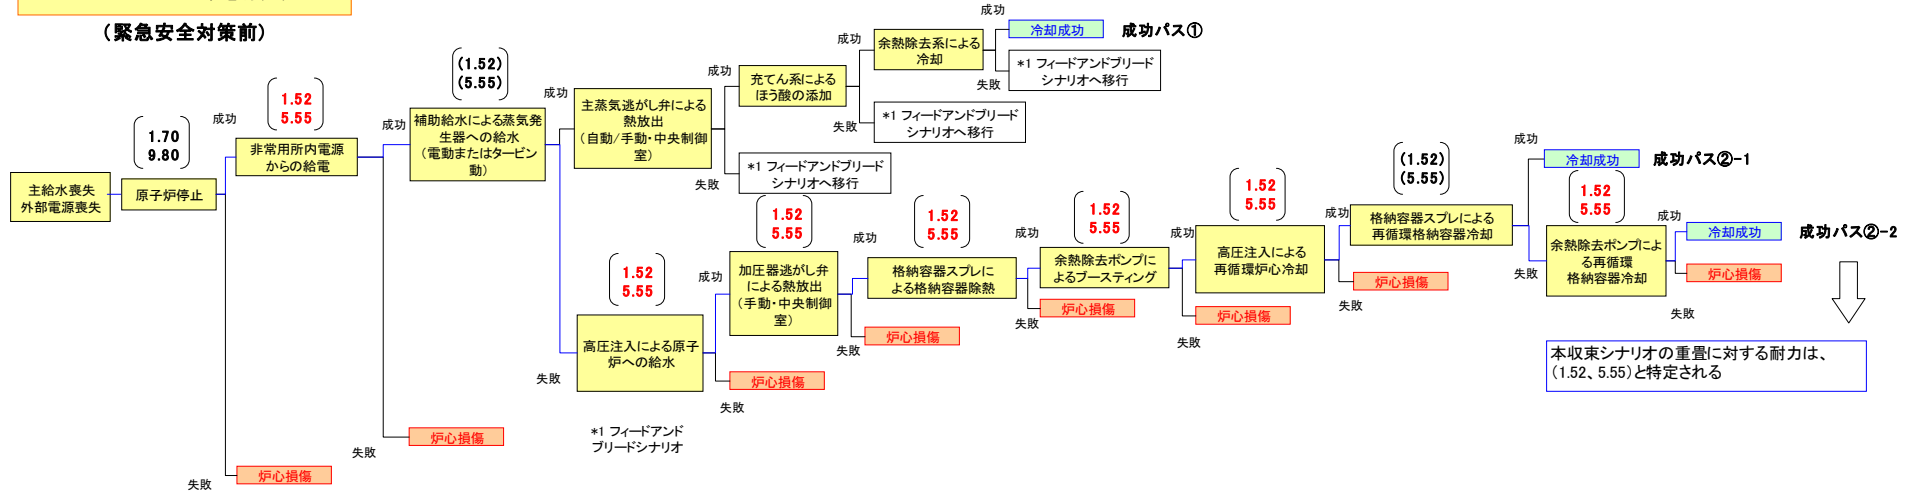 (緊急安全対策前)
成功
冷却成功
成功パス①
成功
余熱除去系による
冷却
*1 フィードアンドブリード
シナリオへ移行
失敗
成功
充てん系による
ほう酸の添加
*1 フィードアンドブリード
シナリオへ移行
失敗
成功
主蒸気逃がし弁による
熱放出
(自動/手動・中央制御
室)
*1 フィードアンドブリード
シナリオへ移行
失敗
成功
(1.52)
(5.55)
補助給水による蒸気発
生器への給水
(電動またはタービン
動)
成功
1.52
5.55
非常用所内電源
からの給電
成功
1.70
9.80
原子炉停止
主給水喪失
外部電源喪失
失敗
炉心損傷
失敗
炉心損傷
失敗
1.52
5.55
高圧注入による原子
炉への給水
*1 フィードアンド
ブリードシナリオ
成功
失敗
炉心損傷
1.52
5.55
加圧器逃がし弁
による熱放出
(手動・中央制御
室)
成功
失敗
炉心損傷
1.52
5.55
格納容器スプレに
よる格納容器除熱
成功
失敗
炉心損傷
1.52
5.55
余熱除去ポンプに
よるブースティング
成功
失敗
炉心損傷
1.52
5.55
高圧注入による
再循環炉心冷却
成功
失敗
炉心損傷
(1.52)
(5.55)
格納容器スプレによる
再循環格納容器冷却
成功
冷却成功
成功パス②-1
失敗
1.52
5.55
余熱除去ポンプによ
る再循環
格納容器冷却
成功
冷却成功
成功パス②-2
炉心損傷
失敗
本収束シナリオの重畳に対する耐力は、
(1.52、5.55)と特定される